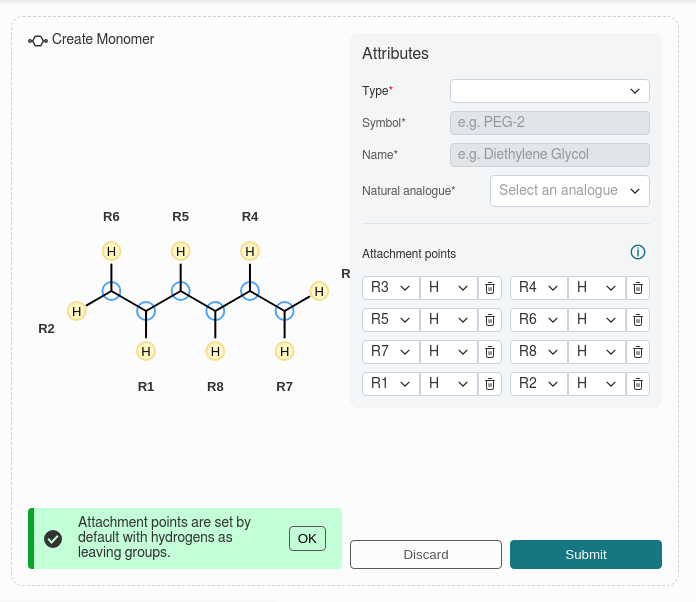 Create Monomer
Attributes
Type*
Symbol* e.g. PEG-2
Name* e.g. Diethylene Glycol
Natural analogue* Select an analogue
R6 R5 R4
H H H
H H
R
R2
H H H
R1 R8 R7
Attachment points
R3 H R4 H
R5 H R6 H
R7 H R8 H
R1 H R2 H
Attachment points are set by
default with hydrogens as
leaving groups.
OK
Discard Submit